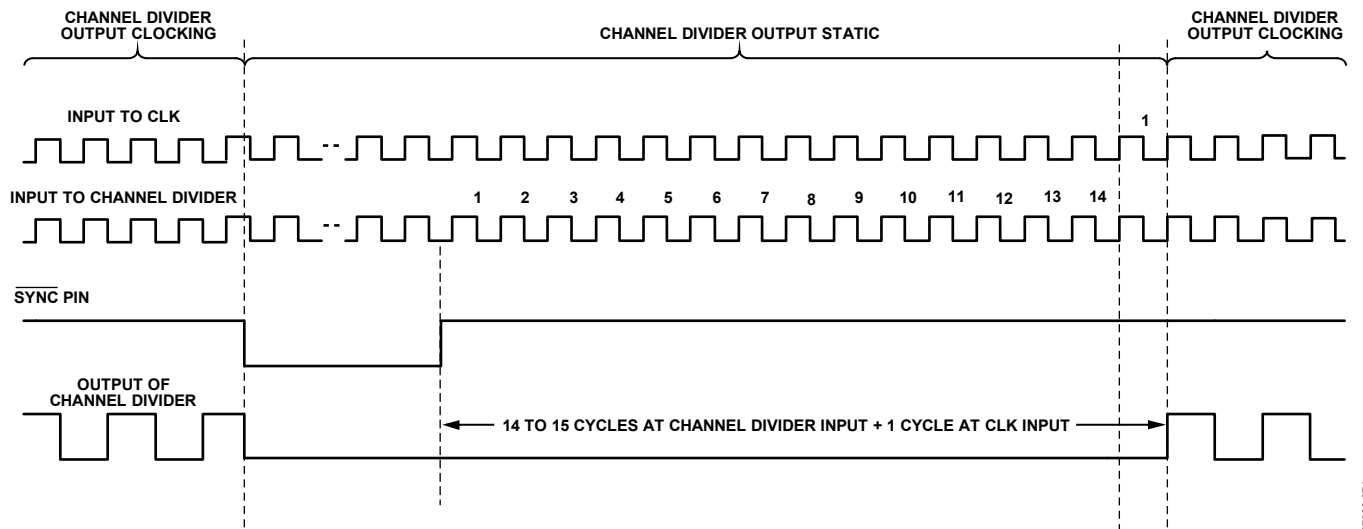 CHANNEL DIVIDER
OUTPUT CLOCKING
CHANNEL DIVIDER OUTPUT STATIC
CHANNEL DIVIDER
OUTPUT CLOCKING
INPUT TO CLK
1
INPUT TO CHANNEL DIVIDER
1 2 3 4 5 6 7 8 9 10 11 12 13 14
SYNC PIN
OUTPUT OF
CHANNEL DIVIDER
14 TO 15 CYCLES AT CHANNEL DIVIDER INPUT + 1 CYCLE AT CLK INPUT